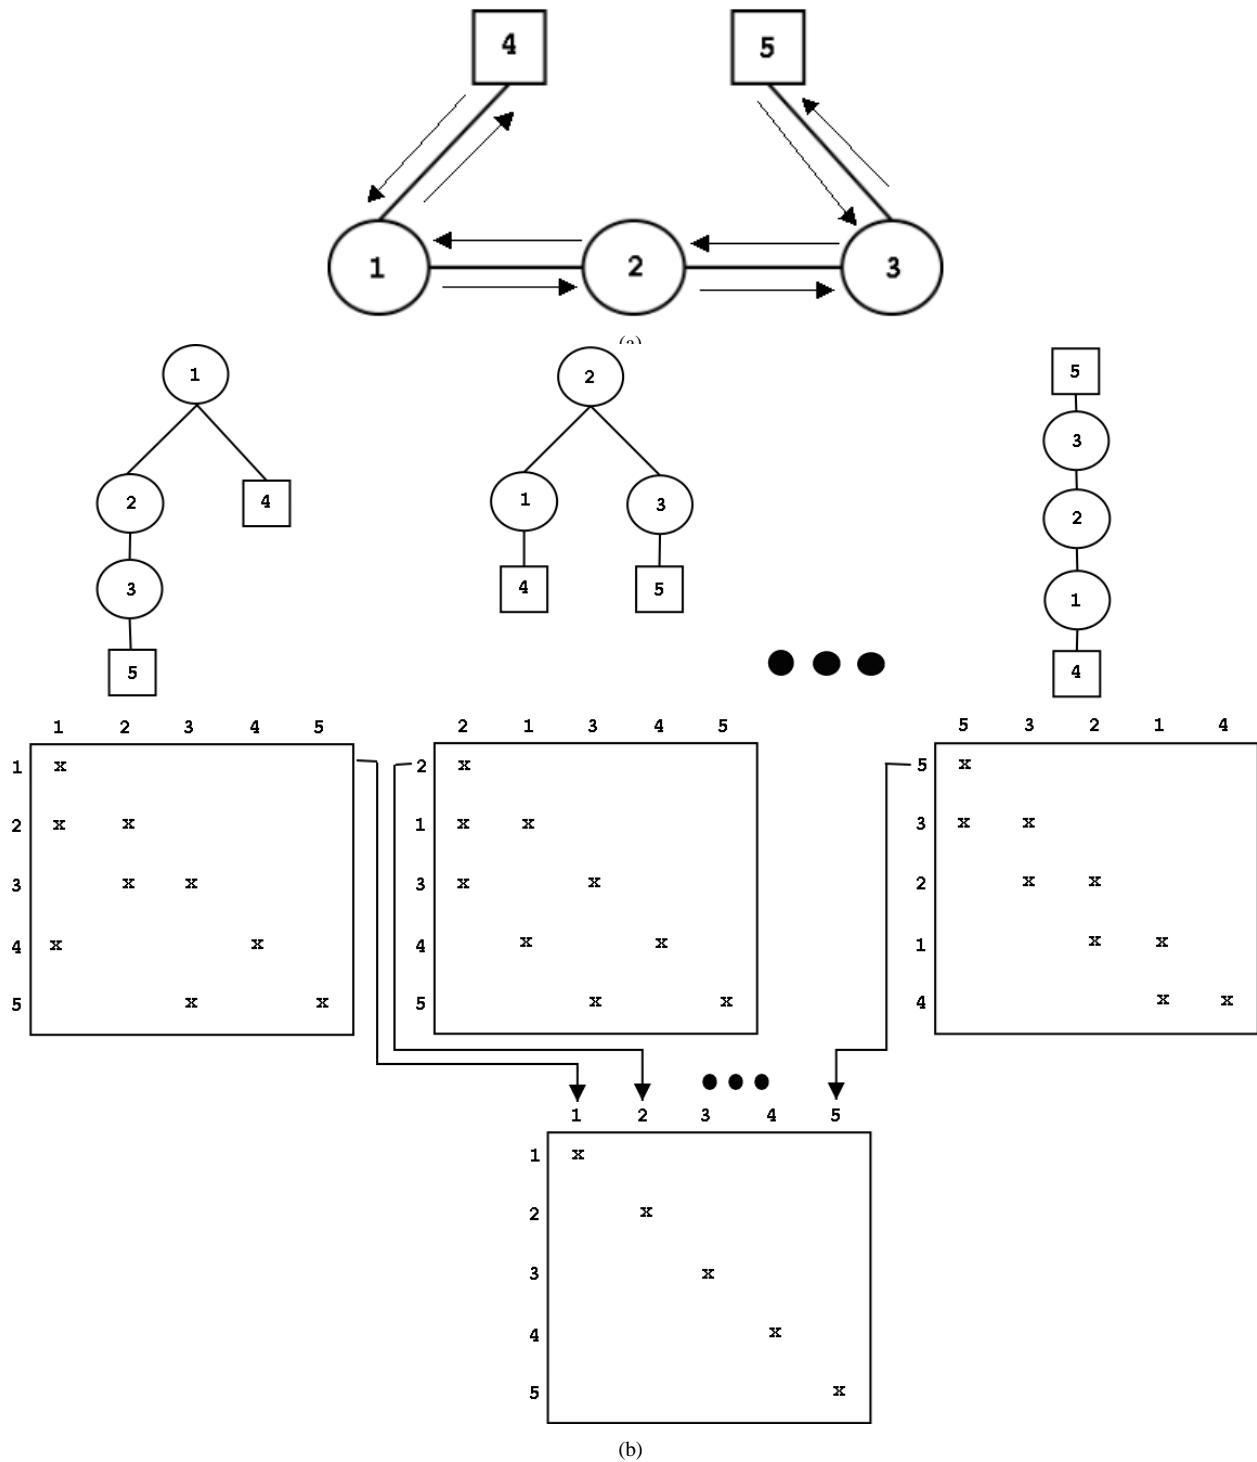 4 5
1 2 3
(a)
1 2 5
3
2 4 1 3 2
3 4 5 1
5 4
1 2 3 4 5
2 1 3 4 5
5 3 2 1 4
1 x
2 x x
3 x x
4 x x
5 x x
2 x
1 x x
3 x x
4 x x
5 x x
5 x
3 x x
2 x x
1 x x
4 x x
1 2 3 4 5
1 x
2 x
3 x
4 x
5 x
(b)